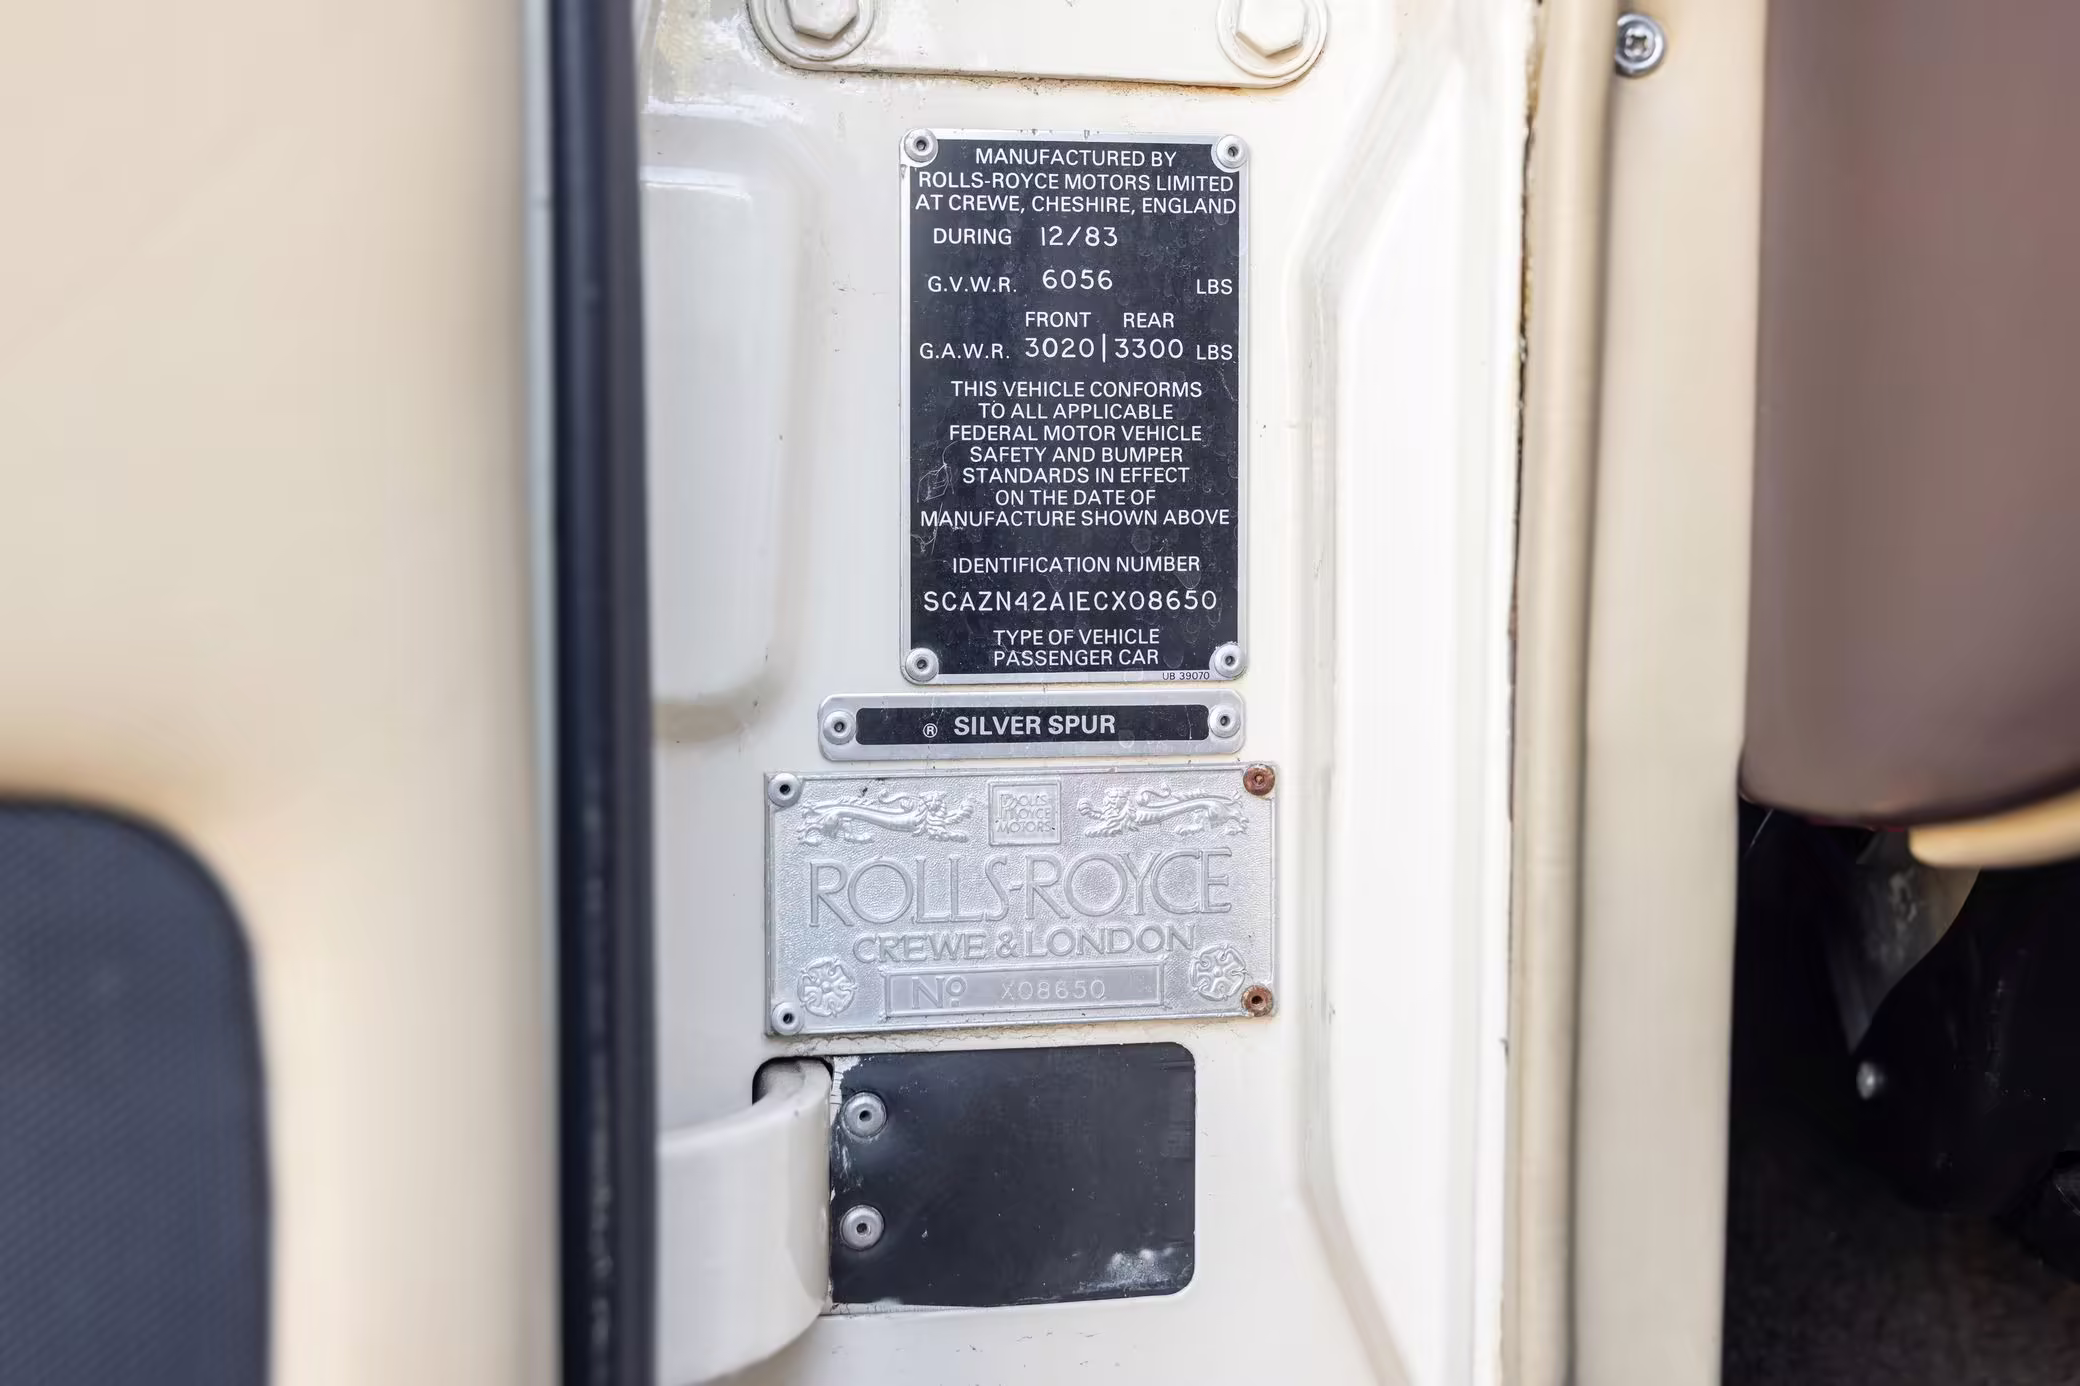 MANUFACTURED BY
ROLLS-ROYCE MOTORS LIMITED
AT CREWE, CHESHIRE, ENGLAND
DURING 12/83
G.V.W.R. 6056 LBS
FRONT REAR
G.A.W.R. 3020|3300 LBS
THIS VEHICLE CONFORMS
TO ALL APPLICABLE
FEDERAL MOTOR VEHICLE
SAFETY AND BUMPER
STANDARDS IN EFFECT
ON THE DATE OF
MANUFACTURE SHOWN ABOVE
IDENTIFICATION NUMBER
SCAZN42A1ECX08650
TYPE OF VEHICLE
PASSENGER CAR
UB 39070
® SILVER SPUR
ROLLS
ROYCE
MOTORS
ROLLS-ROYCE
CREWE & LONDON
Nº X08650